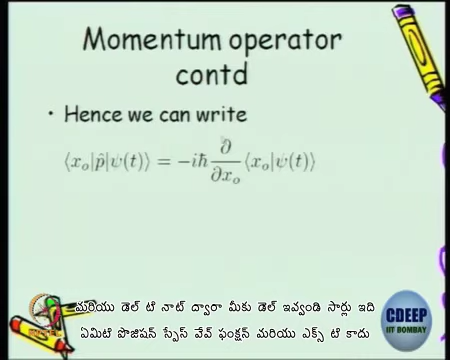 Momentum operator
contd
• Hence we can write
⟨x₀|p̂|ψ(t)⟩ = −iħ ∂/∂x₀ ⟨x₀|ψ(t)⟩
మరియు డెల్ టి నాట్ ద్వారా మీకు డెల్ ఇవ్వండి సార్లు ఇది
ఏమిటి పొజిషన్ స్పేస్ వేవ్ ఫంక్షన్ మరియు ఎక్స్ టి కాదు
CDEEP
IIT BOMBAY